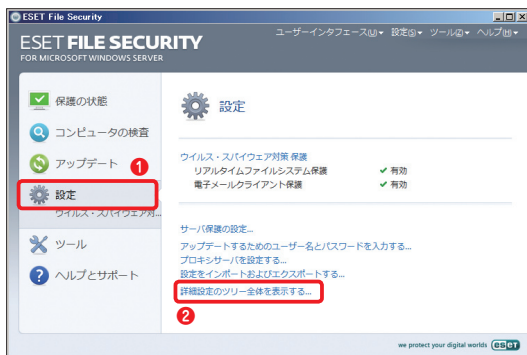 ESET File Security
ESET FILE SECURITY
FOR MICROSOFT WINDOWS SERVER
ユーザーインタフェース(U)▾ 設定(S)▾ ツール(Z)▾ ヘルプ(H)▾
保護の状態
コンピュータの検査
アップデート
1
設定
ウイルス・スパイウェア対...
ツール
ヘルプとサポート
設定
ウイルス・スパイウェア対策 保護
リアルタイムファイルシステム保護 有効
電子メールクライアント保護 有効
サーバ保護の設定...
アップデートするためのユーザー名とパスワードを入力する...
プロキシサーバを設定する...
設定をインポートおよびエクスポートする...
詳細設定のツリー全体を表示する...
2
we protect your digital worlds eset